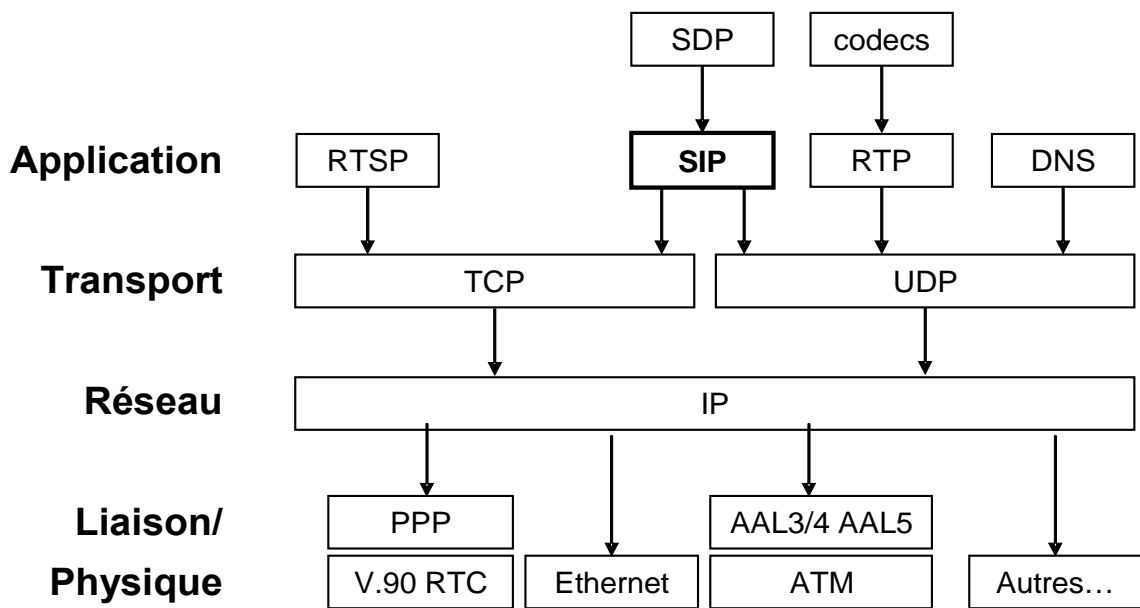 SDP codecs
Application RTSP SIP RTP DNS
Transport TCP UDP
Réseau IP
Liaison/ PPP AAL3/4 AAL5
Physique V.90 RTC Ethernet ATM Autres…